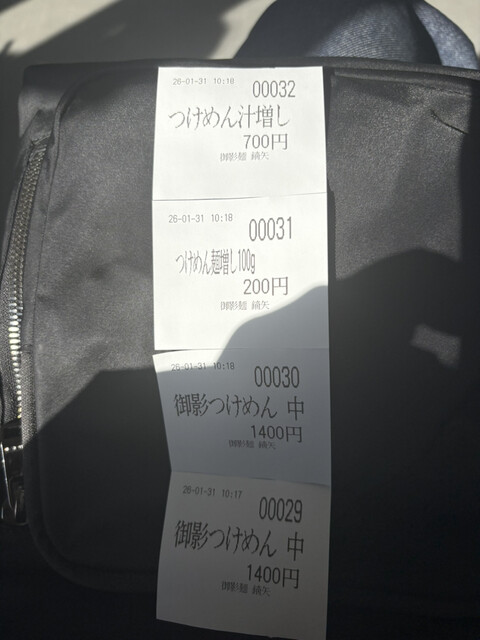 26-01-31 10:18
00032
つけめん汁増し
700円
御影麺 鏑矢
26-01-31 10:18
00031
つけめん麺増し100g
200円
御影麺 鏑矢
26-01-31 10:18
00030
御影つけめん 中
1400円
御影麺 鏑矢
26-01-31 10:17
00029
御影つけめん 中
1400円
御影麺 鏑矢